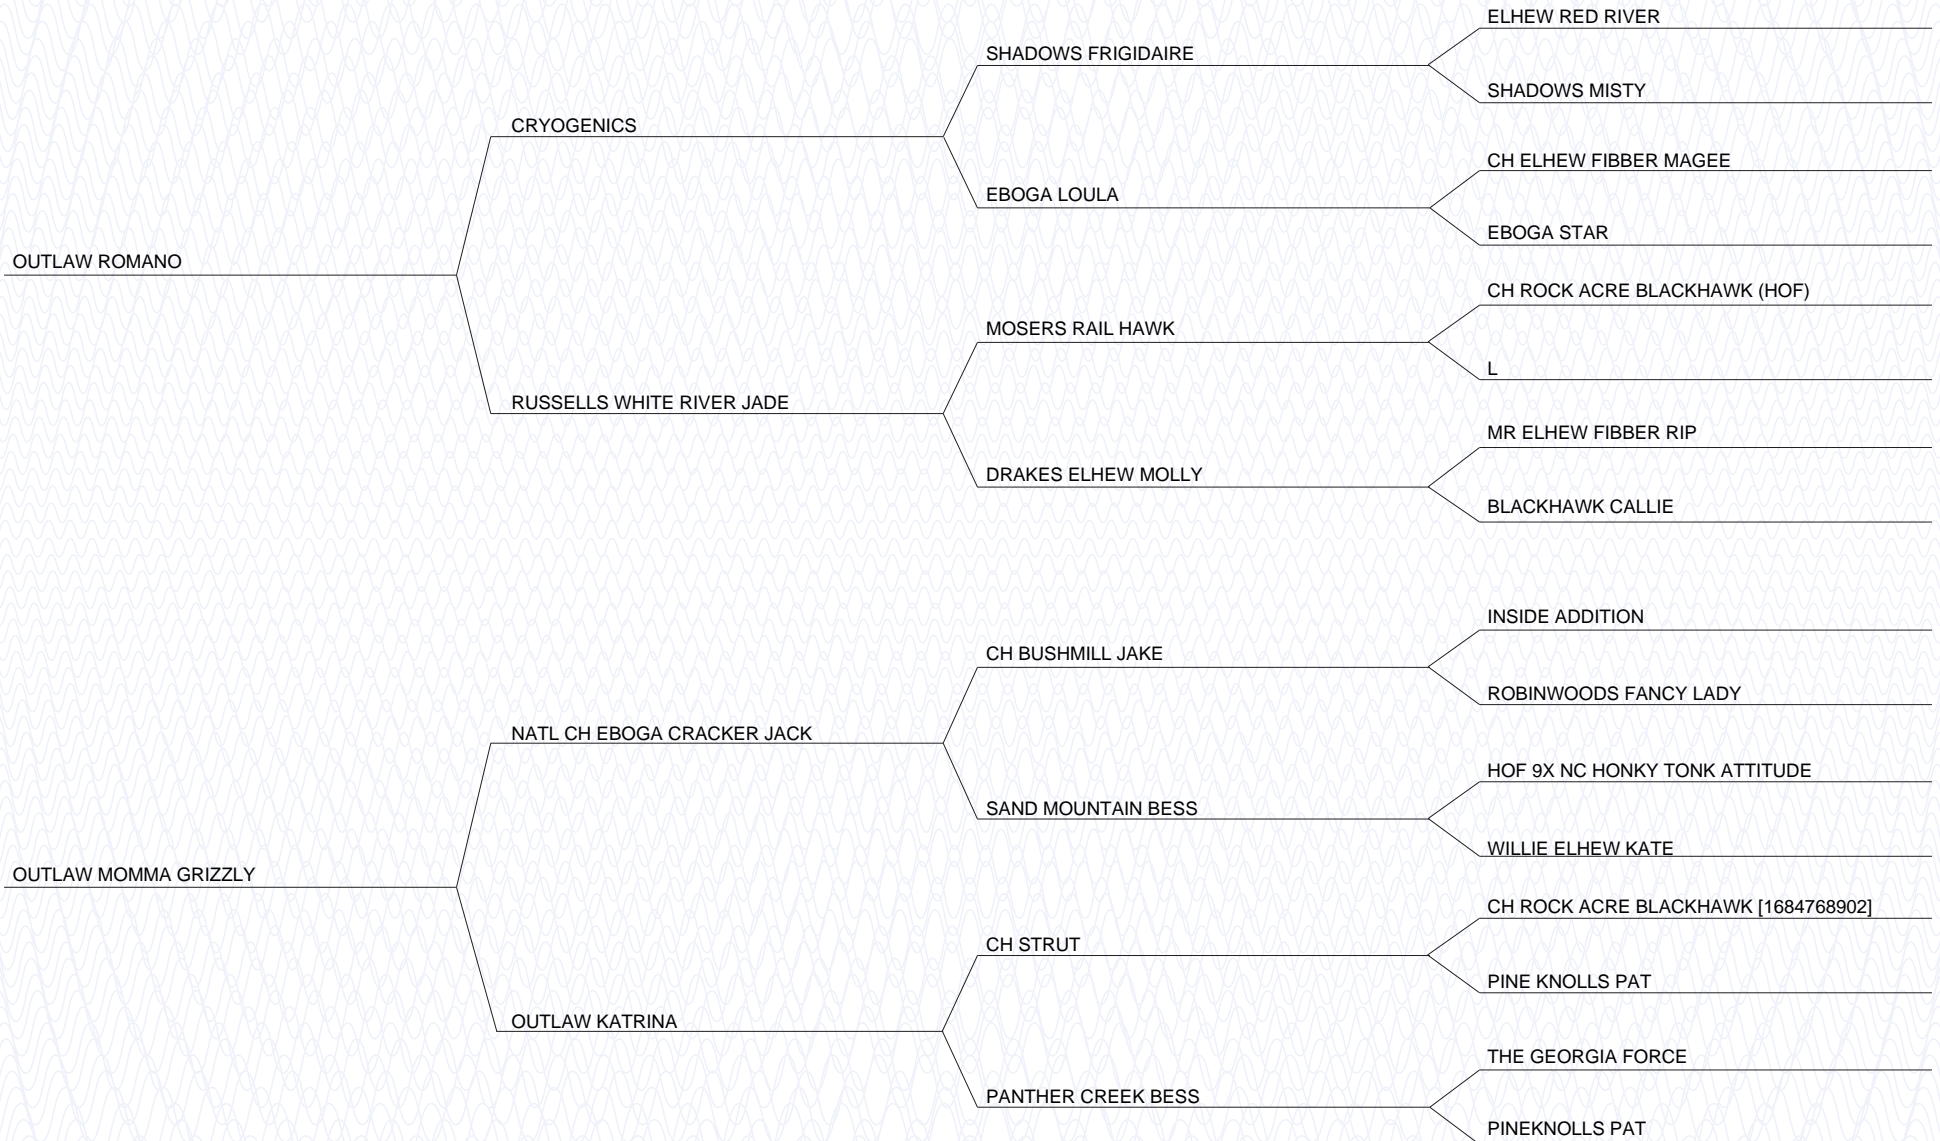 ELHEW RED RIVER
SHADOWS FRIGIDAIRE
SHADOWS MISTY
CRYOGENICS
CH ELHEW FIBBER MAGEE
EBOGA LOULA
EBOGA STAR
OUTLAW ROMANO
CH ROCK ACRE BLACKHAWK (HOF)
MOSERS RAIL HAWK
L
RUSSELLS WHITE RIVER JADE
MR ELHEW FIBBER RIP
DRAKES ELHEW MOLLY
BLACKHAWK CALLIE
INSIDE ADDITION
CH BUSHMILL JAKE
ROBINWOODS FANCY LADY
NATL CH EBOGA CRACKER JACK
HOF 9X NC HONKY TONK ATTITUDE
SAND MOUNTAIN BESS
WILLIE ELHEW KATE
OUTLAW MOMMA GRIZZLY
CH ROCK ACRE BLACKHAWK [1684768902]
CH STRUT
PINE KNOLLS PAT
OUTLAW KATRINA
THE GEORGIA FORCE
PANTHER CREEK BESS
PINEKNOLLS PAT